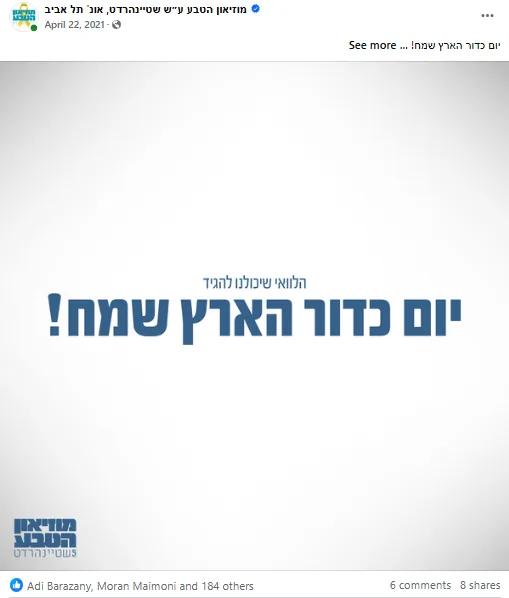 מוזיאון הטבע ע״ש שטיינהרדט, אונ` תל אביב
April 22, 2021 ·
יום כדור הארץ שמח! ... See more
הלוואי שיכולנו להגיד
יום כדור הארץ שמח!
מוזיאון
הטבע
ע״ש שטיינהרדט
Adi Barazany, Moran Maimoni and 184 others
6 comments 8 shares